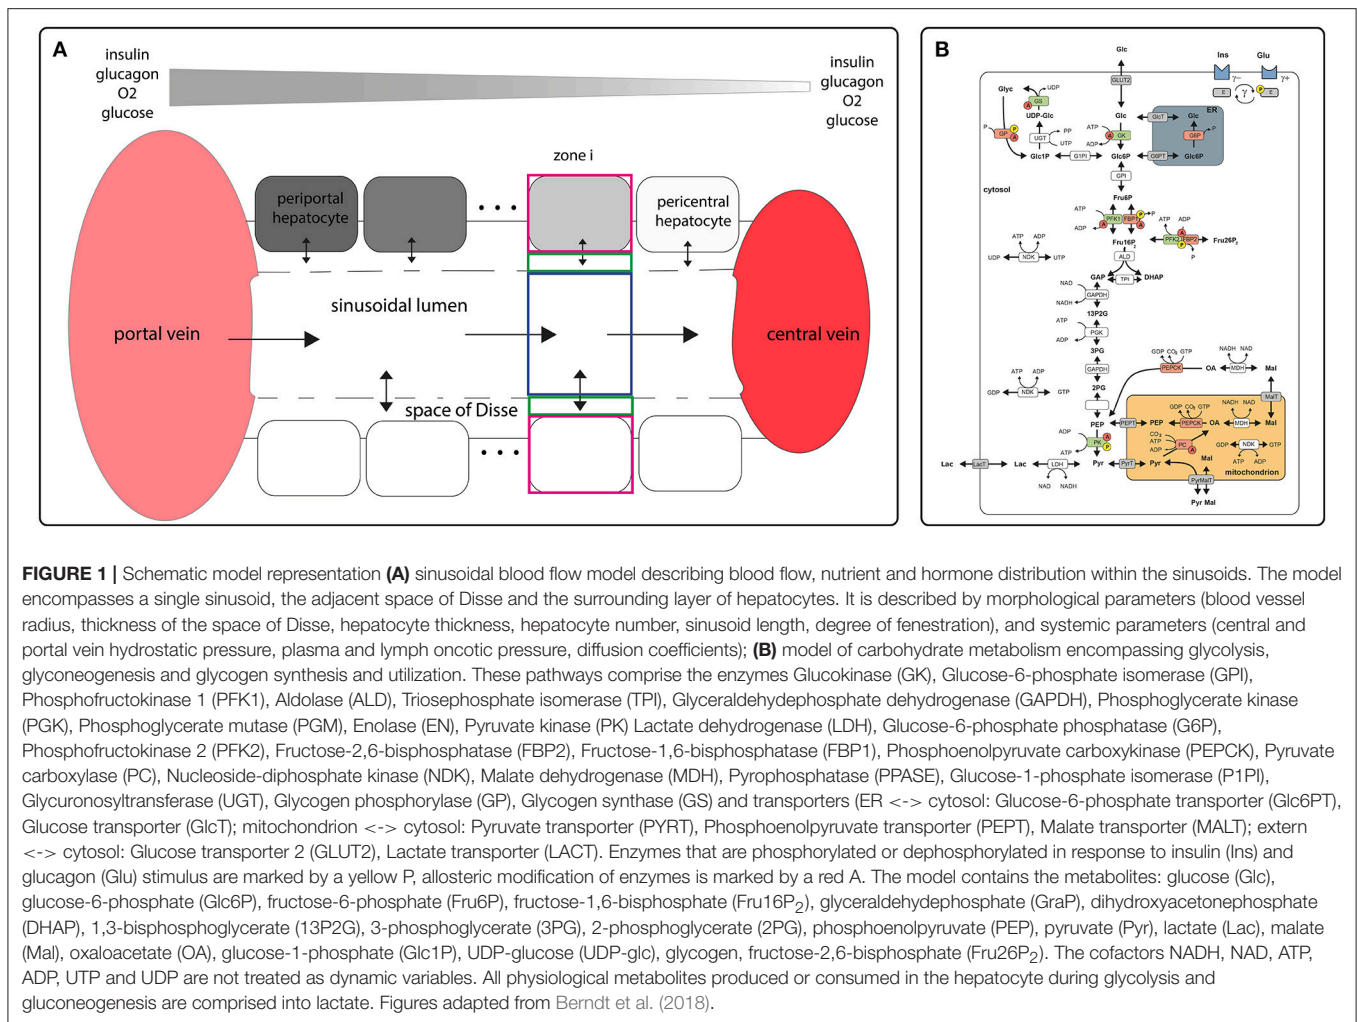 A
insulin
glucagon
O2
glucose
insulin
glucagon
O2
glucose
zone i
periportal
hepatocyte
pericentral
hepatocyte
sinusoidal lumen
portal vein
central vein
space of Disse
B
Glc
Ins
Glu
GLUT2
γ−
γ+
E
γ
P
E
Glyc
UDP
GS
A
UDP-Glc
Glc
ATP
GK
A
ADP
GlcT
Glc
ER
P
GP
P
A
PP
UGT
UTP
G6P
P
Glc1P
G1PI
Glc6P
G6PT
Glc6P
GPI
cytosol
Fru6P
ATP
PFK1
FBP1
P
P
A
A
ADP
ATP
ADP
A
PFK2
FBP2
P
P
Fru26P2
Fru16P2
ATP
ADP
UDP
NDK
UTP
ALD
GAP
TPI
DHAP
NAD
GAPDH
NADH
13P2G
ATP
PGK
ADP
3PG
GAPDH
ATP
ADP
GDP
NDK
GTP
2PG
PEP
GDP CO2 GTP
PEPCK
OA
NADH NAD
MDH
Mal
MalT
PEPT
PEP
GDP CO2 GTP
PEPCK
OA
NADH NAD
MDH
Mal
ADP
PK
A
P
ATP
CO2
ATP
ADP
PC
A
GDP
NDK
GTP
ATP
ADP
Mal
Lac
LacT
Lac
LDH
NAD
NADH
Pyr
PyrT
Pyr
mitochondrion
PyrMalT
Pyr Mal
FIGURE 1 | Schematic model representation (A) sinusoidal blood flow model describing blood flow, nutrient and hormone distribution within the sinusoids. The model
encompasses a single sinusoid, the adjacent space of Disse and the surrounding layer of hepatocytes. It is described by morphological parameters (blood vessel
radius, thickness of the space of Disse, hepatocyte thickness, hepatocyte number, sinusoid length, degree of fenestration), and systemic parameters (central and
portal vein hydrostatic pressure, plasma and lymph oncotic pressure, diffusion coefficients); (B) model of carbohydrate metabolism encompassing glycolysis,
glyconeogenesis and glycogen synthesis and utilization. These pathways comprise the enzymes Glucokinase (GK), Glucose-6-phosphate isomerase (GPI),
Phosphofructokinase 1 (PFK1), Aldolase (ALD), Triosephosphate isomerase (TPI), Glyceraldehydephosphate dehydrogenase (GAPDH), Phosphoglycerate kinase
(PGK), Phosphoglycerate mutase (PGM), Enolase (EN), Pyruvate kinase (PK) Lactate dehydrogenase (LDH), Glucose-6-phosphate phosphatase (G6P),
Phosphofructokinase 2 (PFK2), Fructose-2,6-bisphosphatase (FBP2), Fructose-1,6-bisphosphatase (FBP1), Phosphoenolpyruvate carboxykinase (PEPCK), Pyruvate
carboxylase (PC), Nucleoside-diphosphate kinase (NDK), Malate dehydrogenase (MDH), Pyrophosphatase (PPASE), Glucose-1-phosphate isomerase (P1PI),
Glycuronosyltransferase (UGT), Glycogen phosphorylase (GP), Glycogen synthase (GS) and transporters (ER <-> cytosol: Glucose-6-phosphate transporter (Glc6PT),
Glucose transporter (GlcT); mitochondrion <-> cytosol: Pyruvate transporter (PYRT), Phosphoenolpyruvate transporter (PEPT), Malate transporter (MALT); extern
<-> cytosol: Glucose transporter 2 (GLUT2), Lactate transporter (LACT). Enzymes that are phosphorylated or dephosphorylated in response to insulin (Ins) and
glucagon (Glu) stimulus are marked by a yellow P, allosteric modification of enzymes is marked by a red A. The model contains the metabolites: glucose (Glc),
glucose-6-phosphate (Glc6P), fructose-6-phosphate (Fru6P), fructose-1,6-bisphosphate (Fru16P2), glyceraldehydephosphate (GraP), dihydroxyacetonephosphate
(DHAP), 1,3-bisphosphoglycerate (13P2G), 3-phosphoglycerate (3PG), 2-phosphoglycerate (2PG), phosphoenolpyruvate (PEP), pyruvate (Pyr), lactate (Lac), malate
(Mal), oxaloacetate (OA), glucose-1-phosphate (Glc1P), UDP-glucose (UDP-glc), glycogen, fructose-2,6-bisphosphate (Fru26P2). The cofactors NADH, NAD, ATP,
ADP, UTP and UDP are not treated as dynamic variables. All physiological metabolites produced or consumed in the hepatocyte during glycolysis and
gluconeogenesis are comprised into lactate. Figures adapted from Berndt et al. (2018).